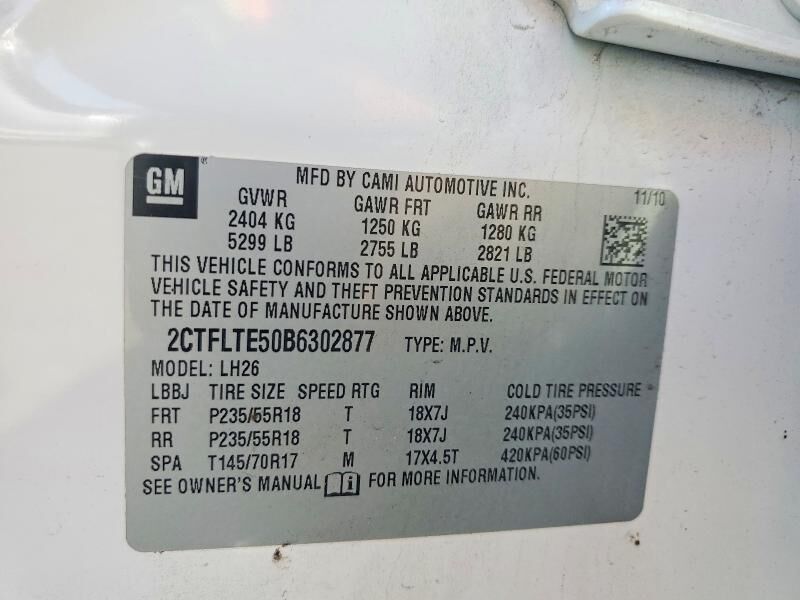 GM ®
MFD BY CAMI AUTOMOTIVE INC.
11/10
GVWR GAWR FRT GAWR RR
2404 KG 1250 KG 1280 KG
5299 LB 2755 LB 2821 LB
THIS VEHICLE CONFORMS TO ALL APPLICABLE U.S. FEDERAL MOTOR
VEHICLE SAFETY AND THEFT PREVENTION STANDARDS IN EFFECT ON
THE DATE OF MANUFACTURE SHOWN ABOVE.
2CTFLTE50B6302877 TYPE: M.P.V.
MODEL: LH26
LBBJ TIRE SIZE SPEED RTG RIM COLD TIRE PRESSURE
FRT P235/55R18 T 18X7J 240KPA(35PSI)
RR P235/55R18 T 18X7J 240KPA(35PSI)
SPA T145/70R17 M 17X4.5T 420KPA(60PSI)
SEE OWNER'S MANUAL i FOR MORE INFORMATION.